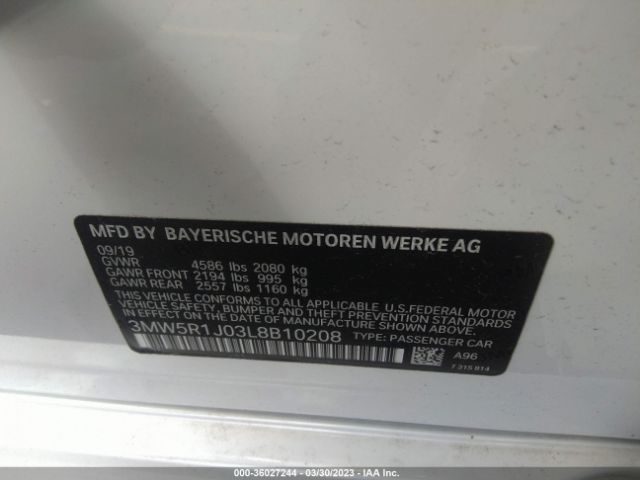 MFD BY BAYERISCHE MOTOREN WERKE AG
09/19
GVWR 4586 lbs 2080 kg
GAWR FRONT 2194 lbs 995 kg
GAWR REAR 2557 lbs 1160 kg
THIS VEHICLE CONFORMS TO ALL APPLICABLE U.S. FEDERAL MOTOR
VEHICLE SAFETY, BUMPER AND THEFT PREVENTION STANDARDS
IN EFFECT ON THE DATE OF MANUFACTURE SHOWN ABOVE.
3MW5R1J03L8B10208 TYPE: PASSENGER CAR
A96
7 315 814
000-36027244 - 03/30/2023 - IAA Inc.